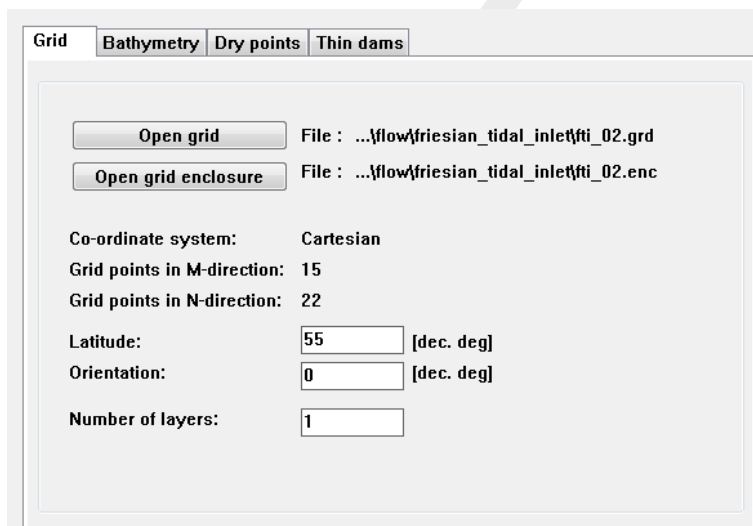 Grid Bathymetry Dry points Thin dams
Open grid File : ...\flow\friesian_tidal_inlet\fti_02.grd
Open grid enclosure File : ...\flow\friesian_tidal_inlet\fti_02.enc
Co-ordinate system: Cartesian
Grid points in M-direction: 15
Grid points in N-direction: 22
Latitude: 55 [dec. deg]
Orientation: 0 [dec. deg]
Number of layers: 1